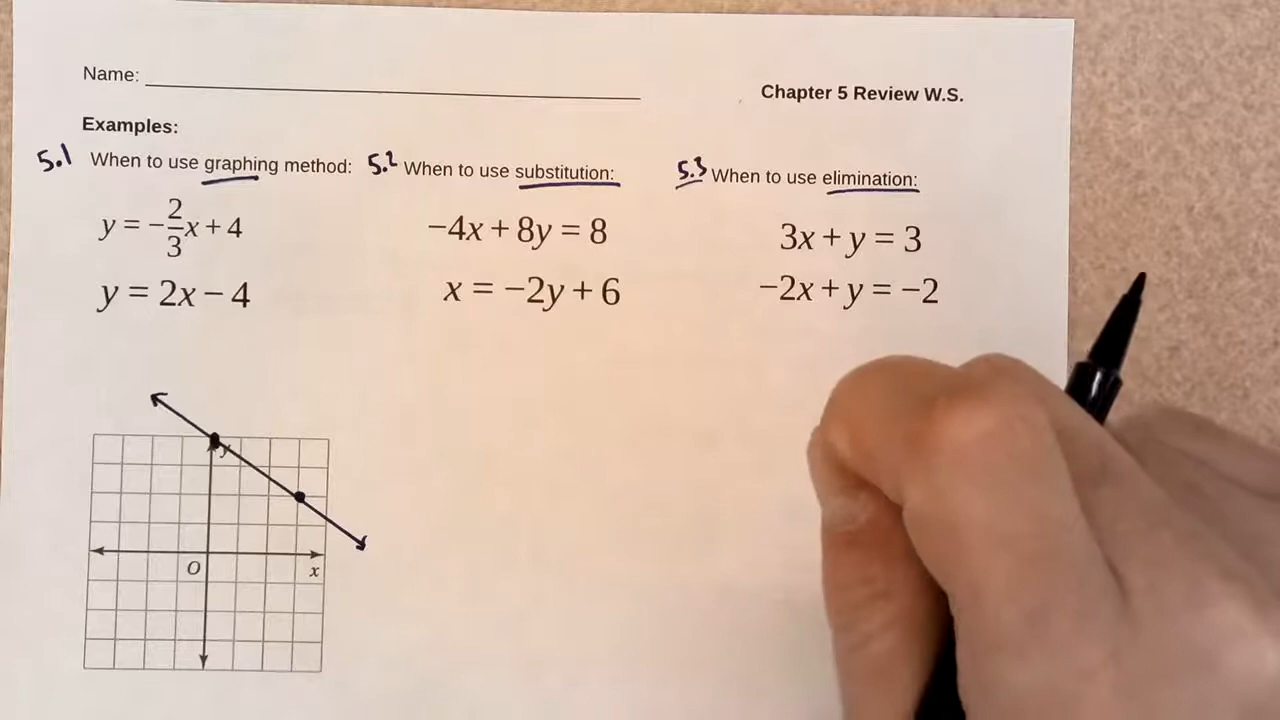 Name:
Chapter 5 Review W.S.
Examples:
5.1 When to use graphing method:
y = -2/3x + 4
y = 2x - 4
5.2 When to use substitution:
-4x + 8y = 8
x = -2y + 6
5.3 When to use elimination:
3x + y = 3
-2x + y = -2
y
O
x